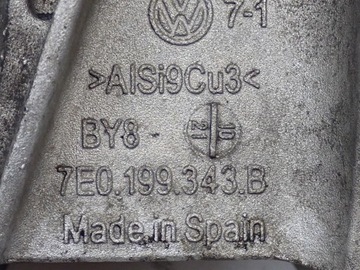 7-1
>AlSi9Cu3<
BY8-
7E0.199.343.B
Made in Spain